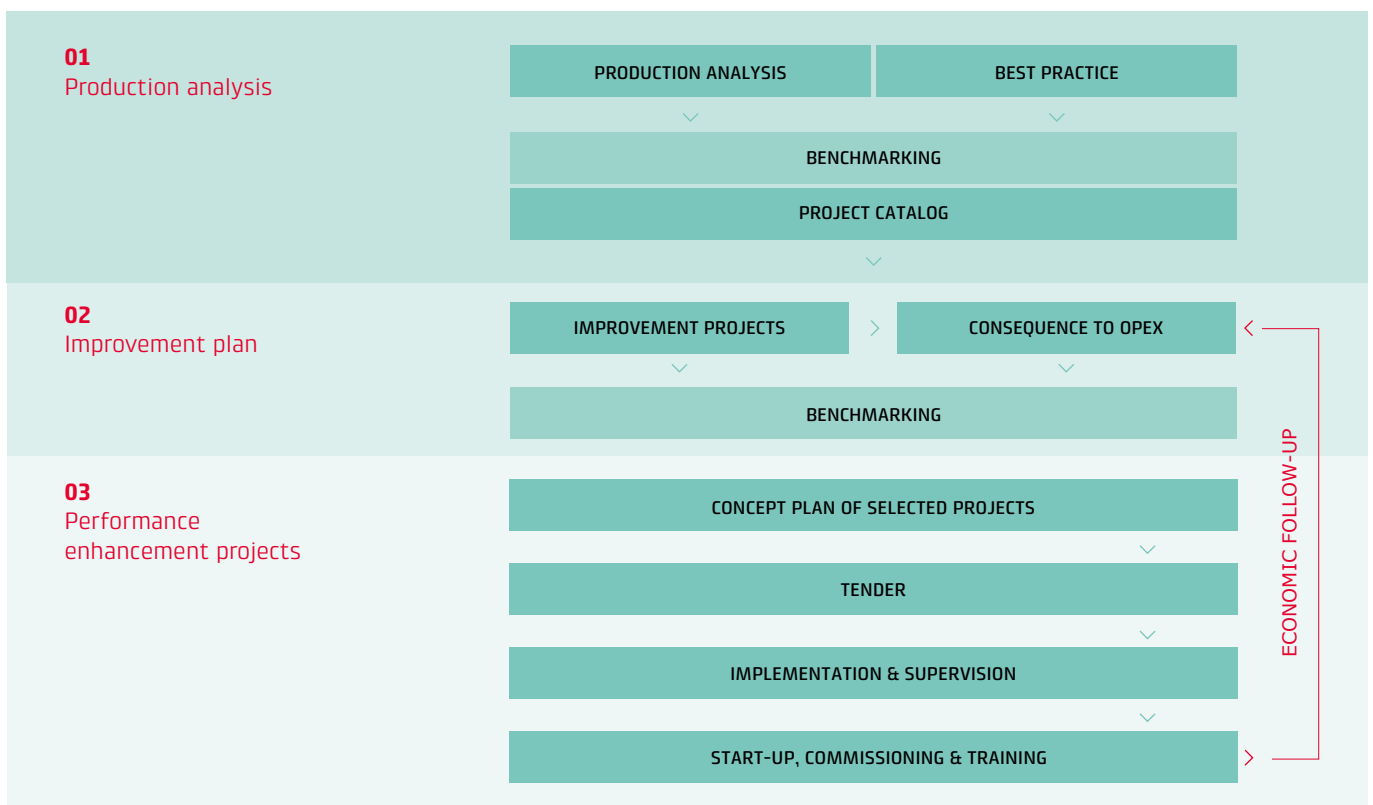 01
Production analysis
PRODUCTION ANALYSIS
BEST PRACTICE
BENCHMARKING
PROJECT CATALOG
02
Improvement plan
IMPROVEMENT PROJECTS
CONSEQUENCE TO OPEX
BENCHMARKING
03
Performance
enhancement projects
CONCEPT PLAN OF SELECTED PROJECTS
TENDER
IMPLEMENTATION & SUPERVISION
START-UP, COMMISSIONING & TRAINING
ECONOMIC FOLLOW-UP